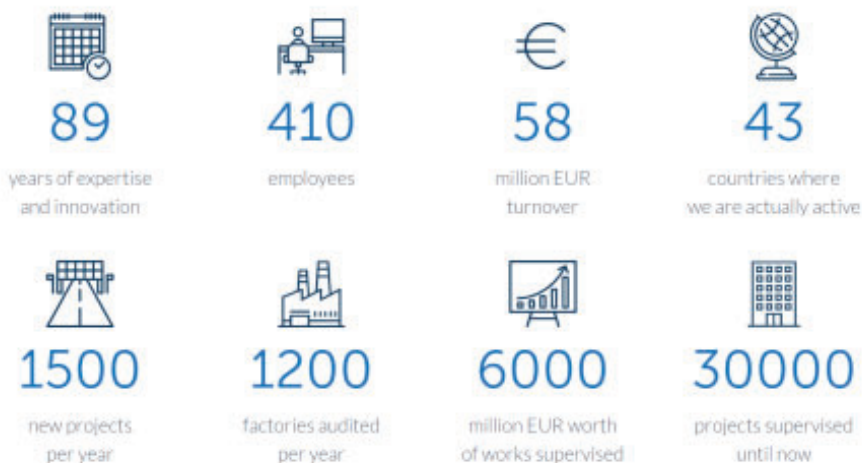 89
years of expertise
and innovation
410
employees
58
million EUR
turnover
43
countries where
we are actually active
1500
new projects
per year
1200
factories audited
per year
6000
million EUR worth
of works supervised
30000
projects supervised
until now